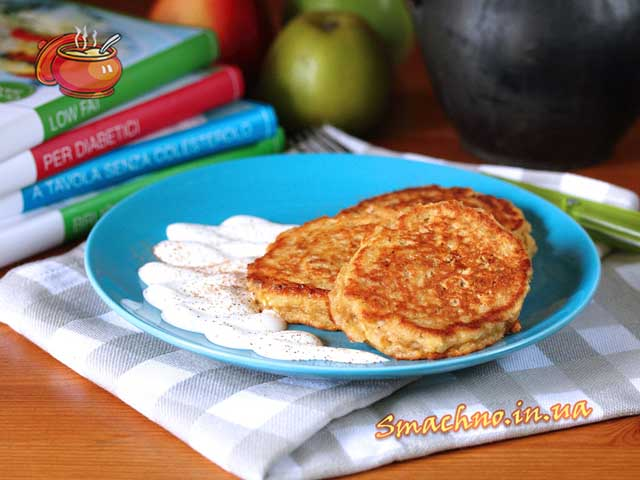 LOW FAT
PER DIABETICI
A TAVOLA SENZA COLESTEROLO
Smachno.in.ua